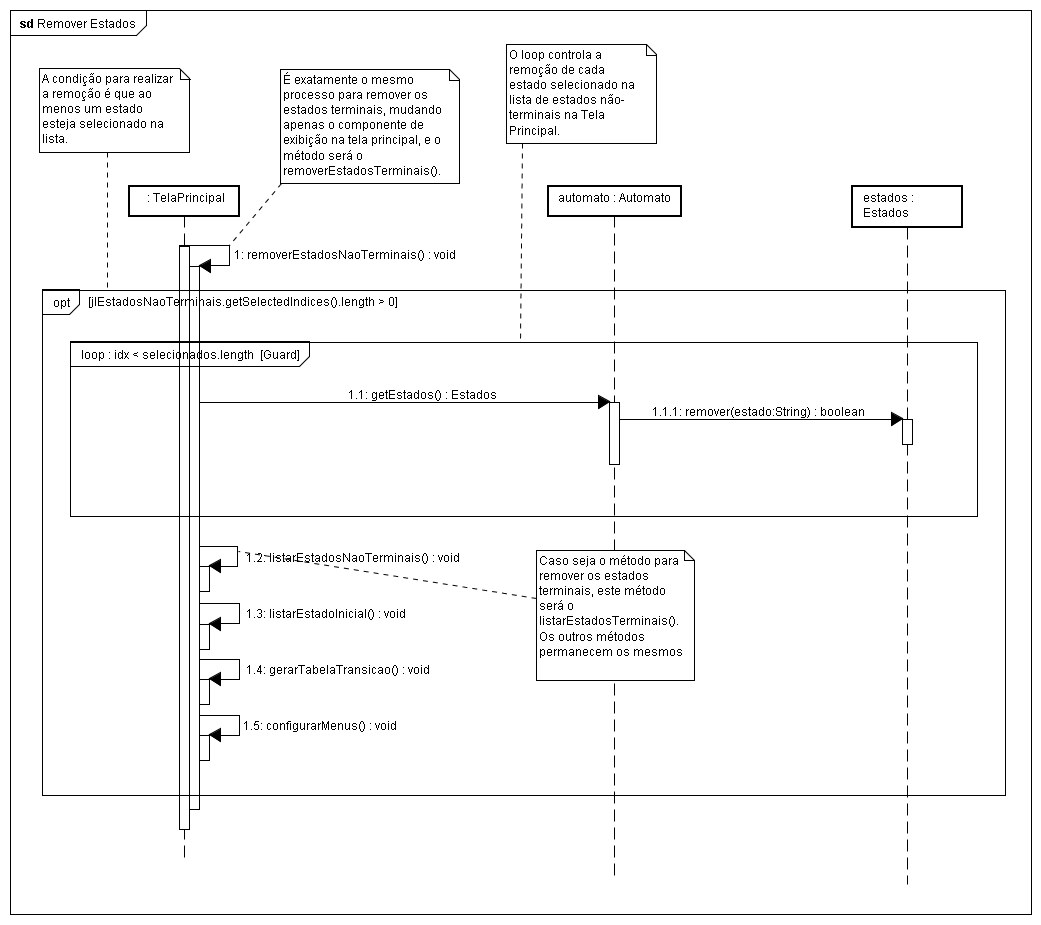 sd Remover Estados
A condição para realizar
a remoção é que ao
menos um estado
esteja selecionado na
lista.
É exatamente o mesmo
processo para remover os
estados terminais, mudando
apenas o componente de
exibição na tela principal, e o
método será o
removerEstadosTerminais().
O loop controla a
remoção de cada
estado selecionado na
lista de estados não-
terminais na Tela
Principal.
: TelaPrincipal
automato : Automato
estados :
Estados
1: removerEstadosNaoTerminais() : void
opt
[jlEstadosNaoTerminais.getSelectedIndices().length > 0]
loop : idx < selecionados.length [Guard]
1.1: getEstados() : Estados
1.1.1: remover(estado:String) : boolean
1.2: listarEstadosNaoTerminais() : void
Caso seja o método para
remover os estados
terminais, este método
será o
listarEstadosTerminais().
Os outros métodos
permanecem os mesmos
1.3: listarEstadoInicial() : void
1.4: gerarTabelaTransicao() : void
1.5: configurarMenus() : void